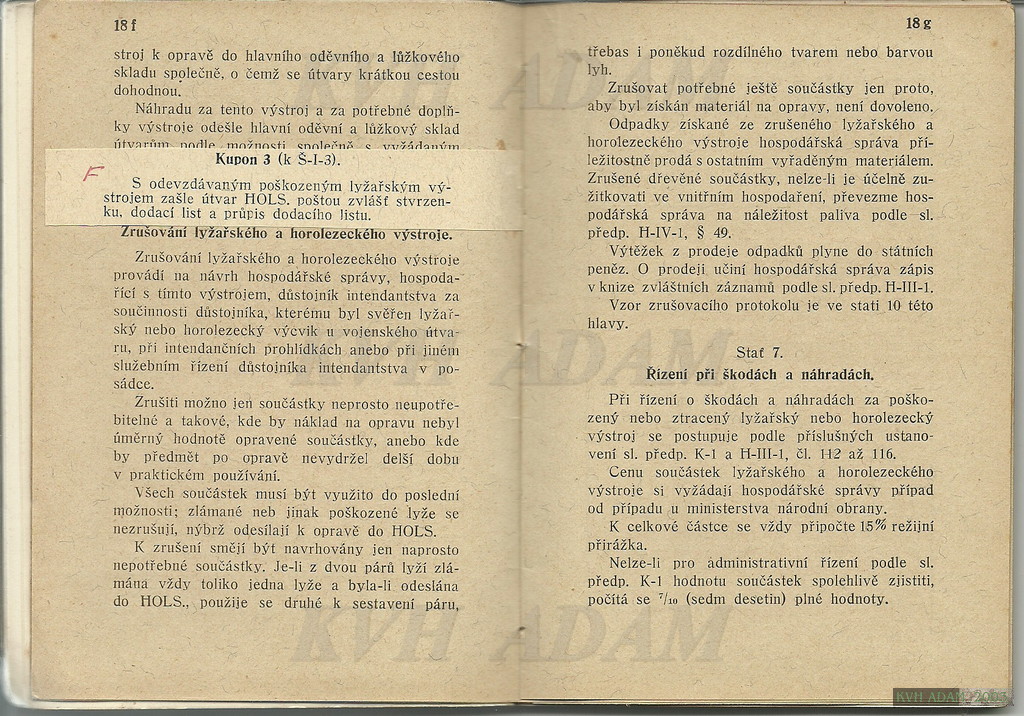 18 f
stroj k opravě do hlavního oděvního a lůžkového
skladu společně, o čemž se útvary krátkou cestou
dohodnou.
Náhradu za tento výstroj a za potřebné doplň-
ky výstroje odešle hlavní oděvní a lůžkový sklad
útvarům podle možnosti společně s vyžádaným
F
Kupon 3 (k Š-I-3).
S odevzdávaným poškozeným lyžařským vý-
strojem zašle útvar HOLS. poštou zvlášť stvrzen-
ku, dodací list a průpis dodacího listu.
Zrušování lyžařského a horolezeckého výstroje.
Zrušování lyžařského a horolezeckého výstroje
provádí na návrh hospodářské správy, hospoda-
řící s tímto výstrojem, důstojník intendantstva za
součinnosti důstojníka, kterému byl svěřen lyžař-
ský nebo horolezecký výcvik u vojenského útva-
ru, při intendančních prohlídkách anebo při jiném
služebním řízení důstojníka intendantstva v po-
sádce.
Zrušiti možno jen součástky neprosto neupotře-
bitelné a takové, kde by náklad na opravu nebyl
úměrný hodnotě opravené součástky, anebo kde
by předmět po opravě nevydržel delší dobu
v praktickém používání.
Všech součástek musí být využito do poslední
možnosti; zlámané neb jinak poškozené lyže se
nezrušují, nýbrž odesílají k opravě do HOLS.
K zrušení smějí být navrhovány jen naprosto
nepotřebné součástky. Je-li z dvou párů lyží zlá-
mána vždy toliko jedna lyže a byla-li odeslána
do HOLS., použije se druhé k sestavení páru,
18 g
třebas i poněkud rozdílného tvarem nebo barvou
lyh.
Zrušovat potřebné ještě součástky jen proto,
aby byl získán materiál na opravy, není dovoleno.
Odpadky získané ze zrušeného lyžařského a
horolezeckého výstroje hospodářská správa pří-
ležitostně prodá s ostatním vyřaděným materiálem.
Zrušené dřevěné součástky, nelze-li je účelně zu-
žitkovati ve vnitřním hospodaření, převezme hos-
podářská správa na náležitost paliva podle sl.
předp. H-IV-1, § 49.
Výtěžek z prodeje odpadků plyne do státních
peněz. O prodeji učiní hospodářská správa zápis
v knize zvláštních záznamů podle sl. předp. H-III-1.
Vzor zrušovacího protokolu je ve stati 10 této
hlavy.
Stať 7.
Řízení při škodách a náhradách.
Při řízení o škodách a náhradách za poško-
zený nebo ztracený lyžařský nebo horolezecký
výstroj se postupuje podle příslušných ustano-
vení sl. předp. K-1 a H-III-1, čl. 112 až 116.
Cenu součástek lyžařského a horolezeckého
výstroje si vyžádají hospodářské správy případ
od případu u ministerstva národní obrany.
K celkové částce se vždy připočte 15% režijní
přirážka.
Nelze-li pro administrativní řízení podle sl.
předp. K-1 hodnotu součástek spolehlivě zjistiti,
počítá se 7/10 (sedm desetin) plné hodnoty.
KVH ADAM
KVH ADAM
KVH ADAM